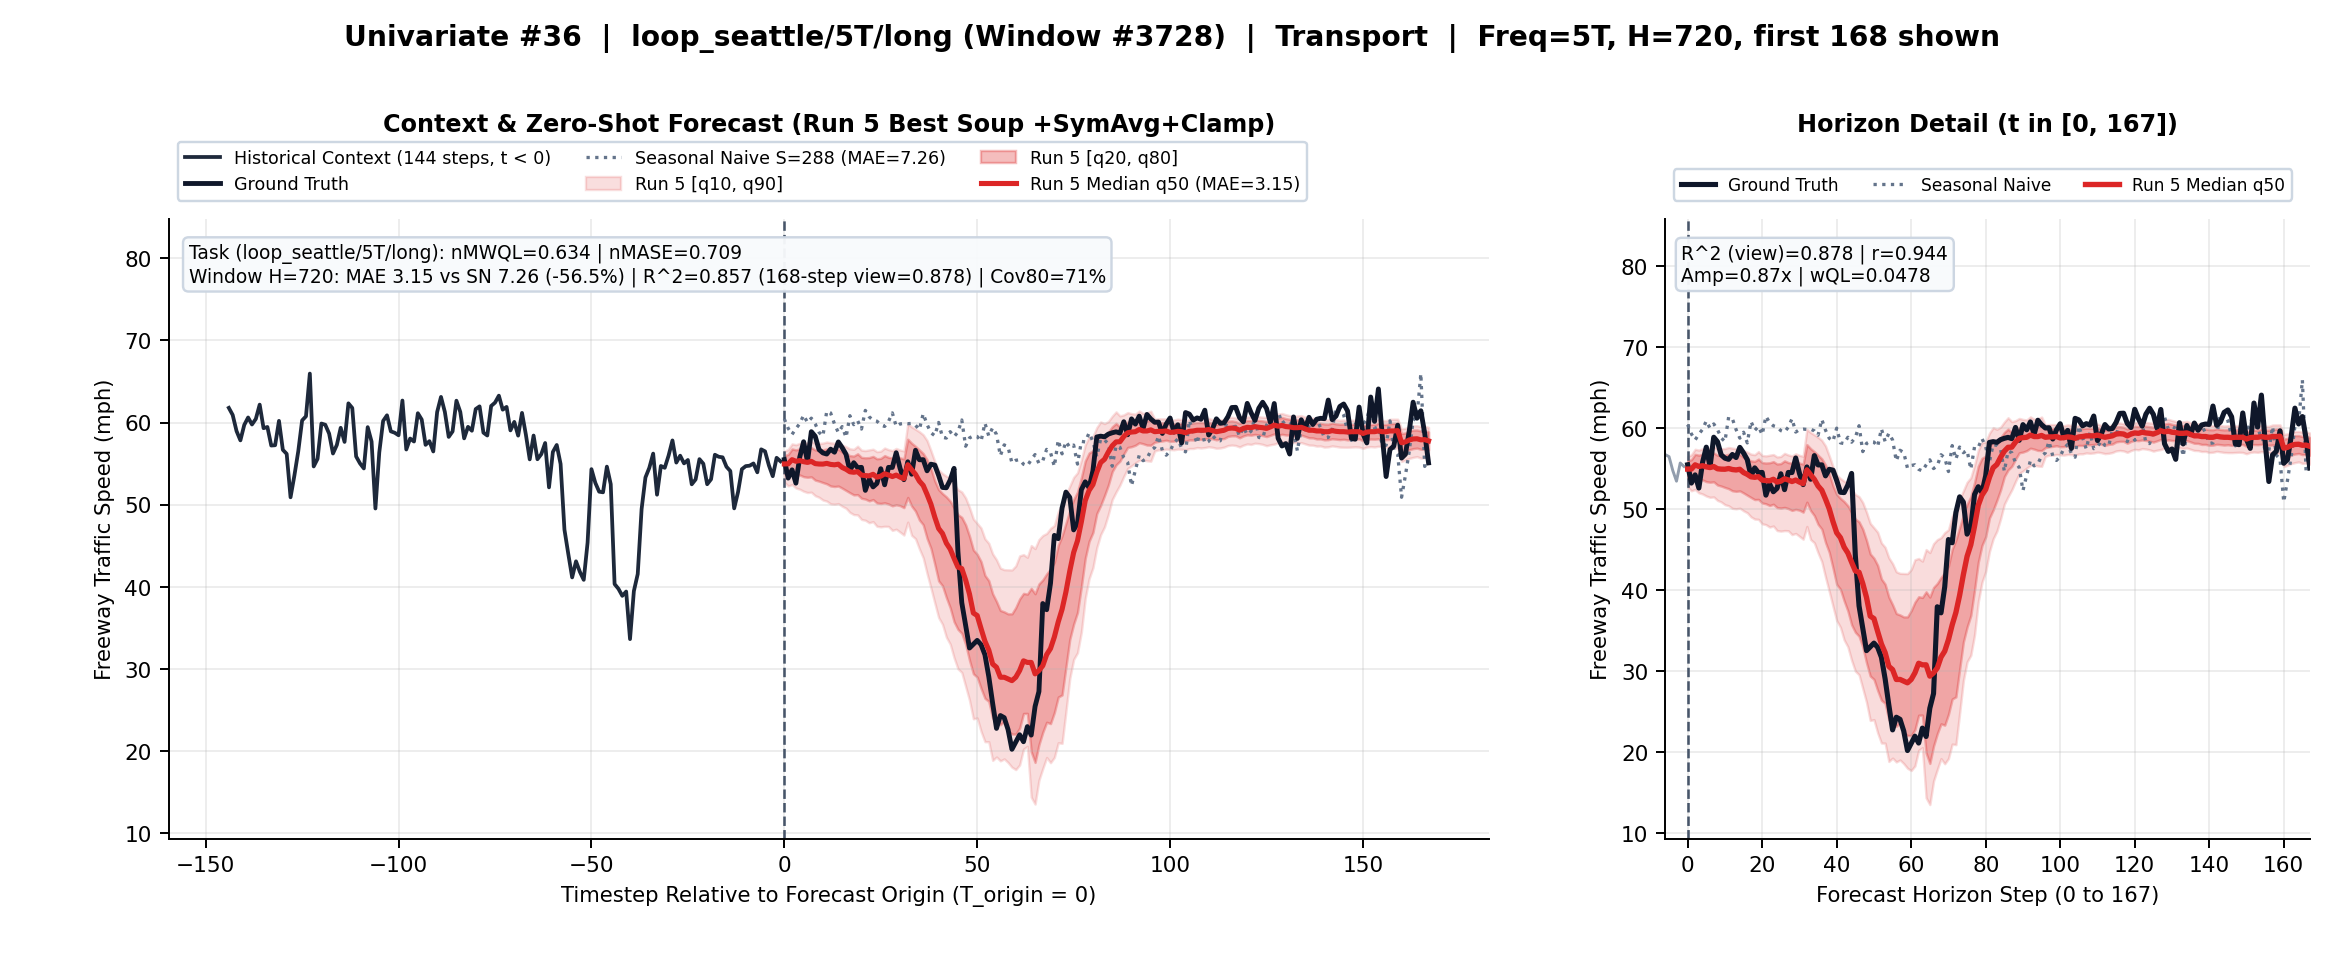 Univariate #36 | loop_seattle/5T/long (Window #3728) | Transport | Freq=5T, H=720, first 168 shown
Context & Zero-Shot Forecast (Run 5 Best Soup +SymAvg+Clamp)
Historical Context (144 steps, t < 0)
Ground Truth
Seasonal Naive S=288 (MAE=7.26)
Run 5 [q10, q90]
Run 5 [q20, q80]
Run 5 Median q50 (MAE=3.15)
Task (loop_seattle/5T/long): nMWQL=0.634 | nMASE=0.709
Window H=720: MAE 3.15 vs SN 7.26 (-56.5%) | R^2=0.857 (168-step view=0.878) | Cov80=71%
Freeway Traffic Speed (mph)
80
70
60
50
40
30
20
10
−150 −100 −50 0 50 100 150
Timestep Relative to Forecast Origin (T_origin = 0)
Horizon Detail (t in [0, 167])
Ground Truth Seasonal Naive Run 5 Median q50
R^2 (view)=0.878 | r=0.944
Amp=0.87x | wQL=0.0478
Freeway Traffic Speed (mph)
80
70
60
50
40
30
20
10
0 20 40 60 80 100 120 140 160
Forecast Horizon Step (0 to 167)